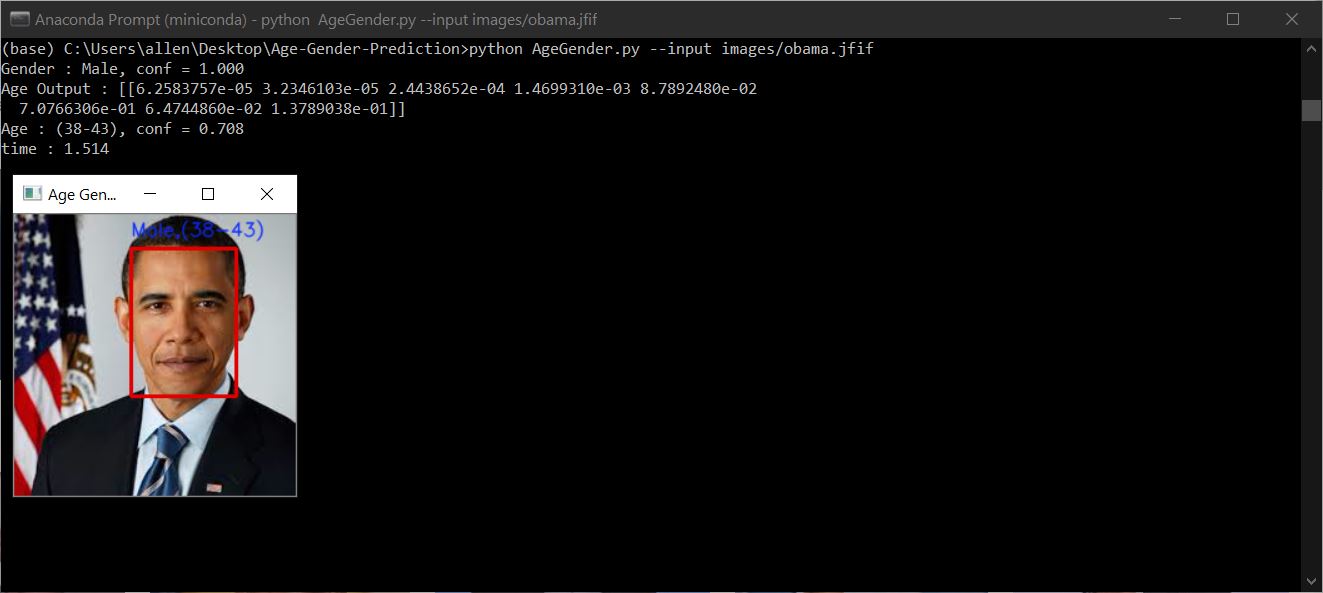 Anaconda Prompt (miniconda) - python  AgeGender.py --input images/obama.jfif
(base) C:\Users\allen\Desktop\Age-Gender-Prediction>python AgeGender.py --input images/obama.jfif
Gender : Male, conf = 1.000
Age Output : [[6.2583757e-05 3.2346103e-05 2.4438652e-04 1.4699310e-03 8.7892480e-02
  7.0766306e-01 6.4744860e-02 1.3789038e-01]]
Age : (38-43), conf = 0.708
time : 1.514
Age Gen...
Male,(38-43)